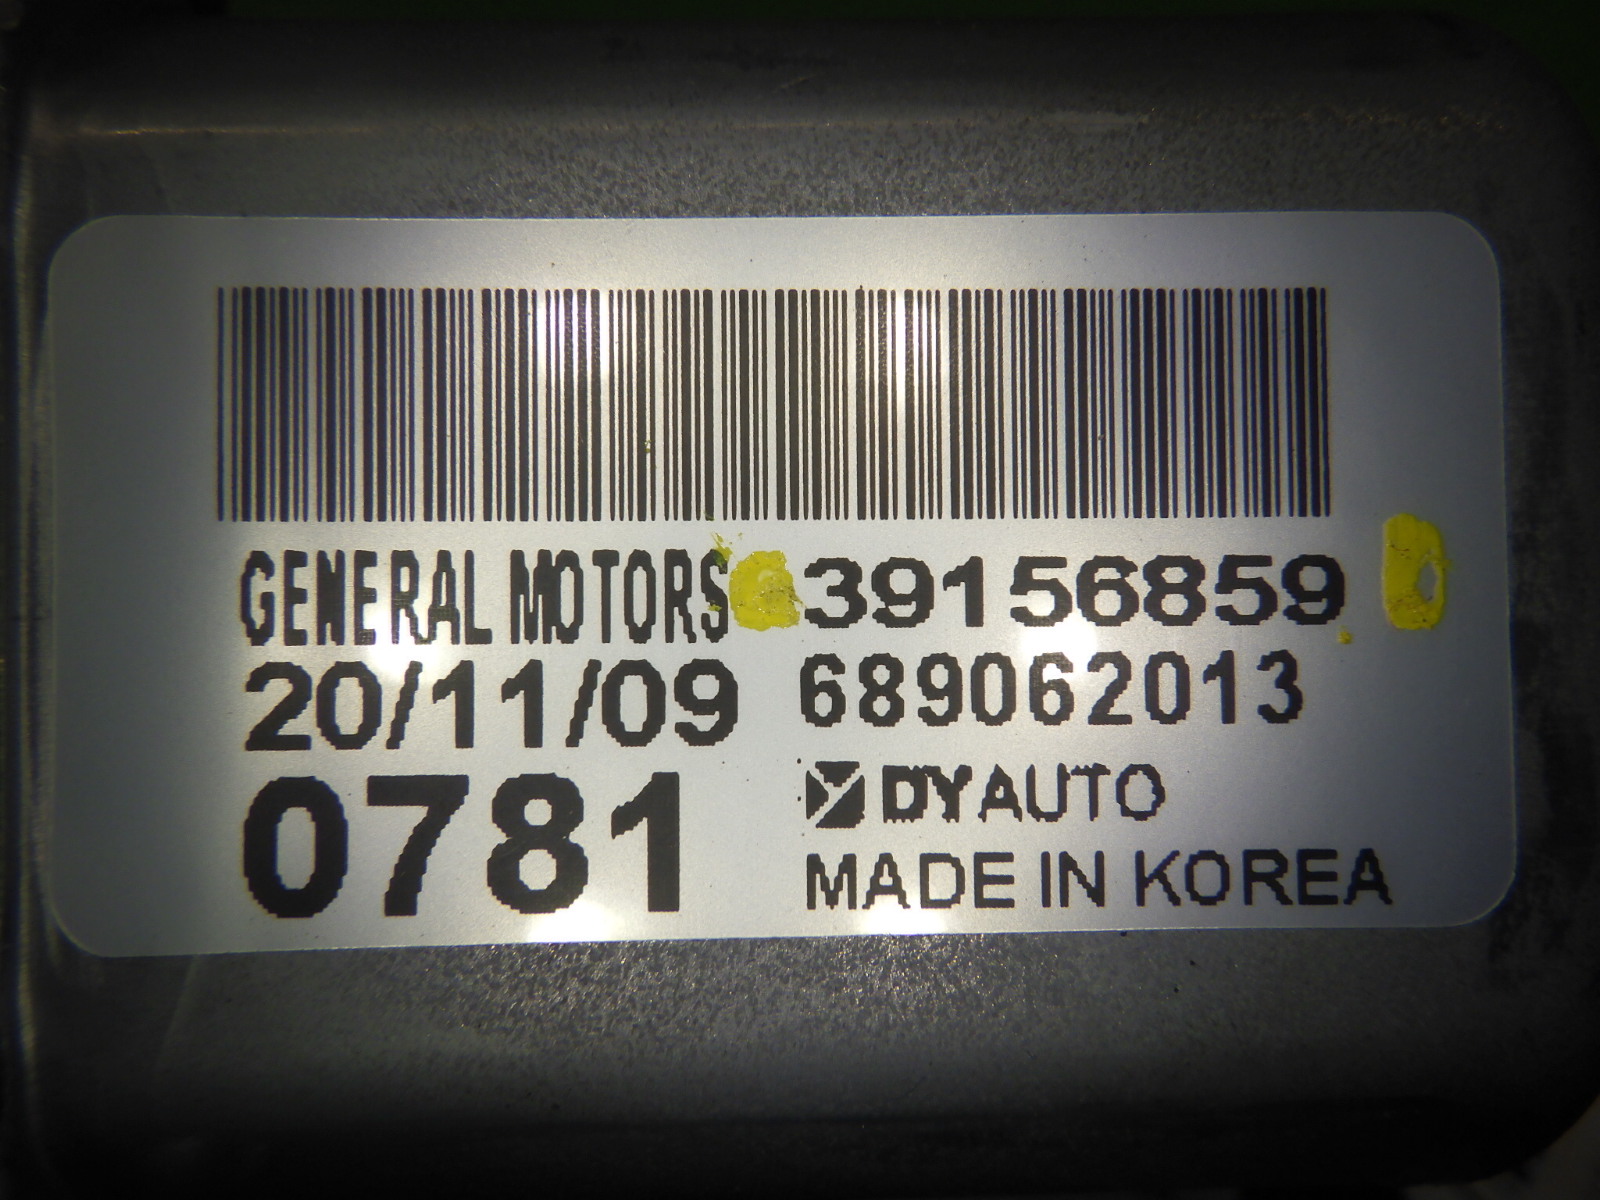 GENERAL MOTORS 39156859
20/11/09 689062013
0781 DYAUTO
MADE IN KOREA